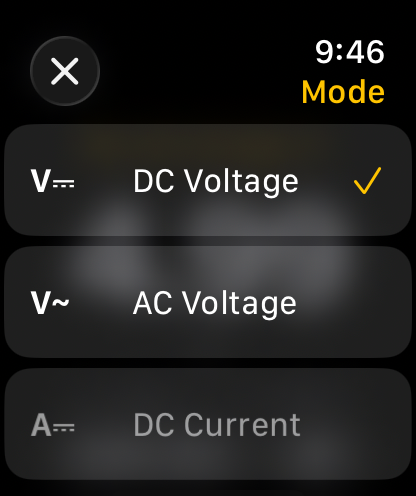 9:46
Mode
V⎓ DC Voltage
V~ AC Voltage
A⎓ DC Current